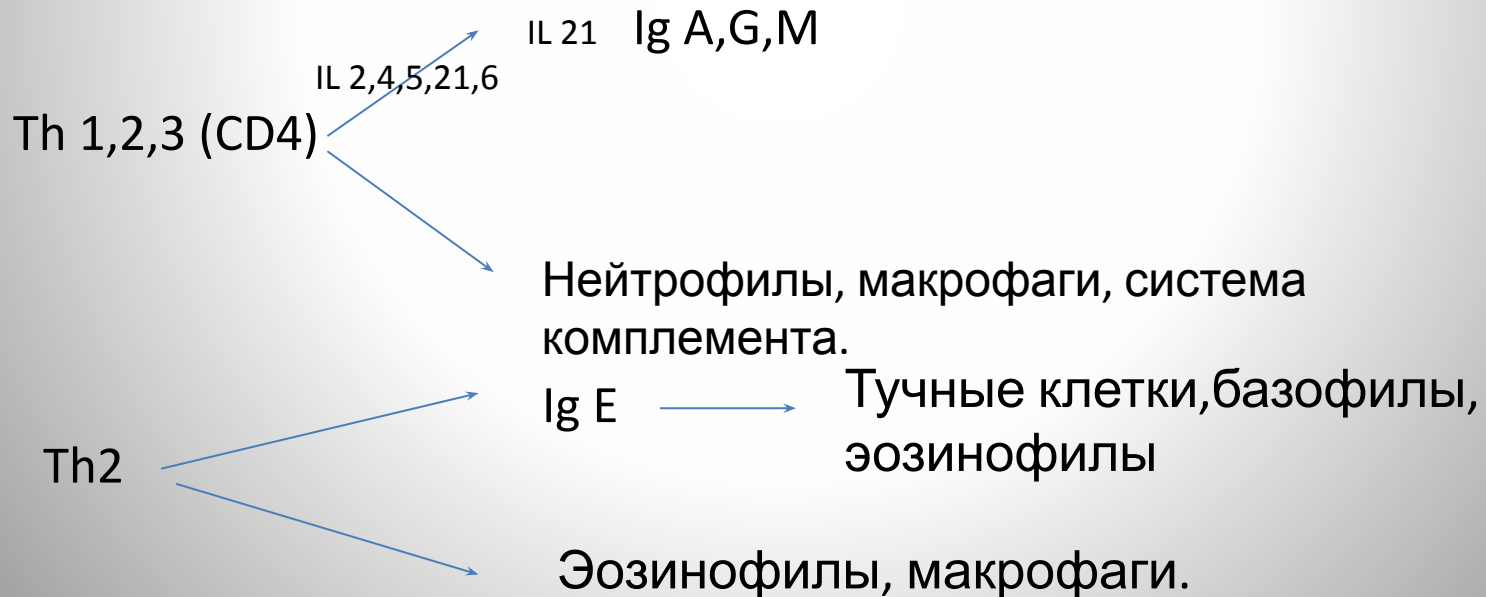 IL 21 Ig A,G,M
IL 2,4,5,21,6
Th 1,2,3 (CD4)
Нейтрофилы, макрофаги, система
комплемента.
Ig E
Тучные клетки,базофилы,
эозинофилы
Th2
Эозинофилы, макрофаги.